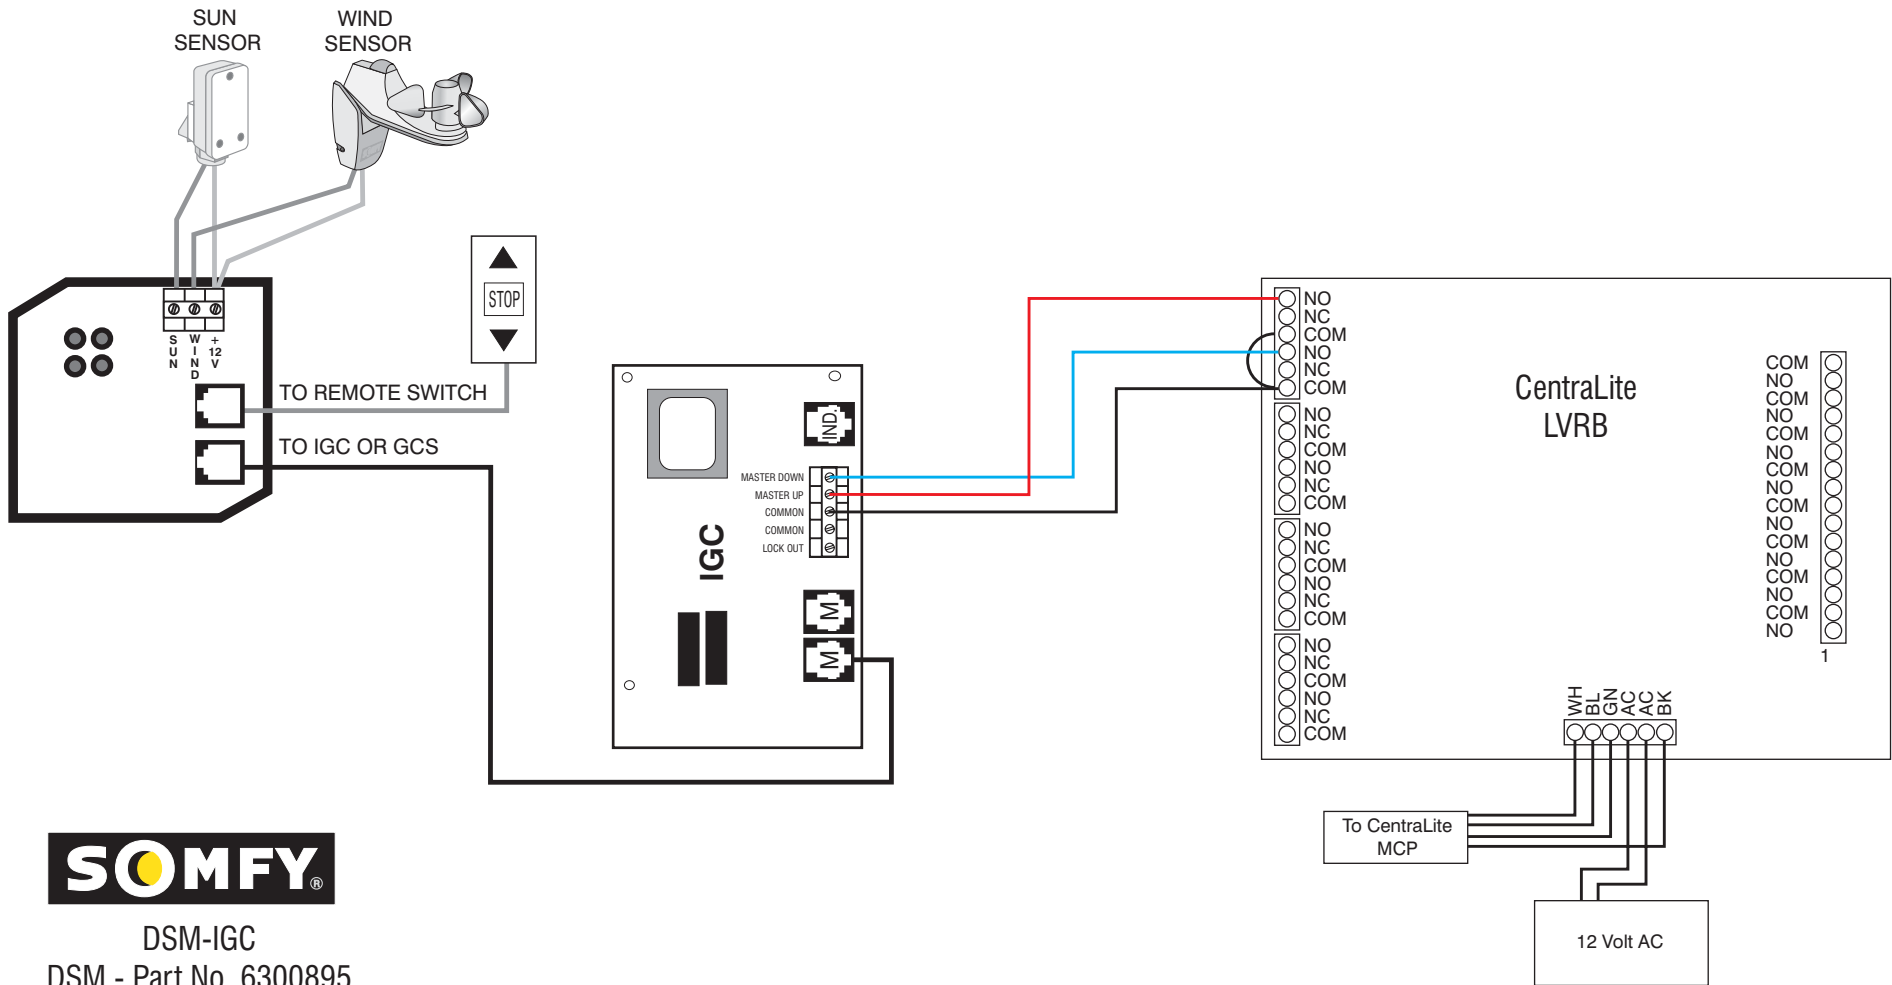 SUN
SENSOR
WIND
SENSOR
STOP
S
U
N
W
I
N
D
+
12
V
TO REMOTE SWITCH
TO IGC OR GCS
IND.
MASTER DOWN
MASTER UP
COMMON
COMMON
LOCK OUT
IGC
M
M
NO
NC
COM
NO
NC
COM
NO
NC
COM
NO
NC
COM
NO
NC
COM
NO
NC
COM
NO
NC
COM
NO
NC
COM
CentraLite
LVRB
COM
NO
COM
NO
COM
NO
COM
NO
COM
NO
COM
NO
COM
NO
COM
NO
1
WH
BL
GN
AC
AC
BK
To CentraLite
MCP
12 Volt AC
SOMFY®
DSM-IGC
DSM - Part No. 6300895